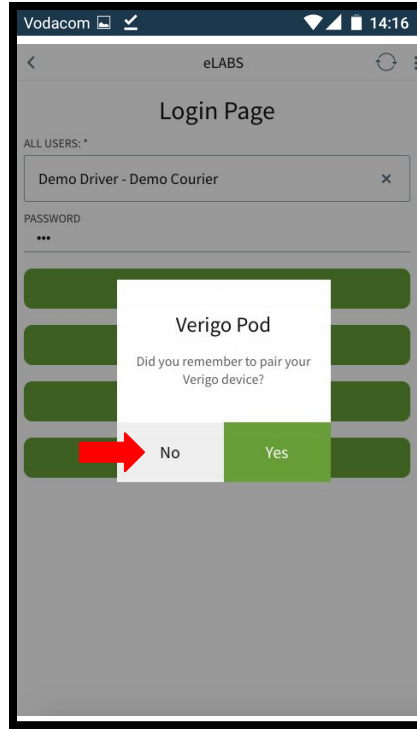 Vodacom 14:16
eLABS
Login Page
ALL USERS: *
Demo Driver - Demo Courier
PASSWORD
•••
Verigo Pod
Did you remember to pair your
Verigo device?
No Yes